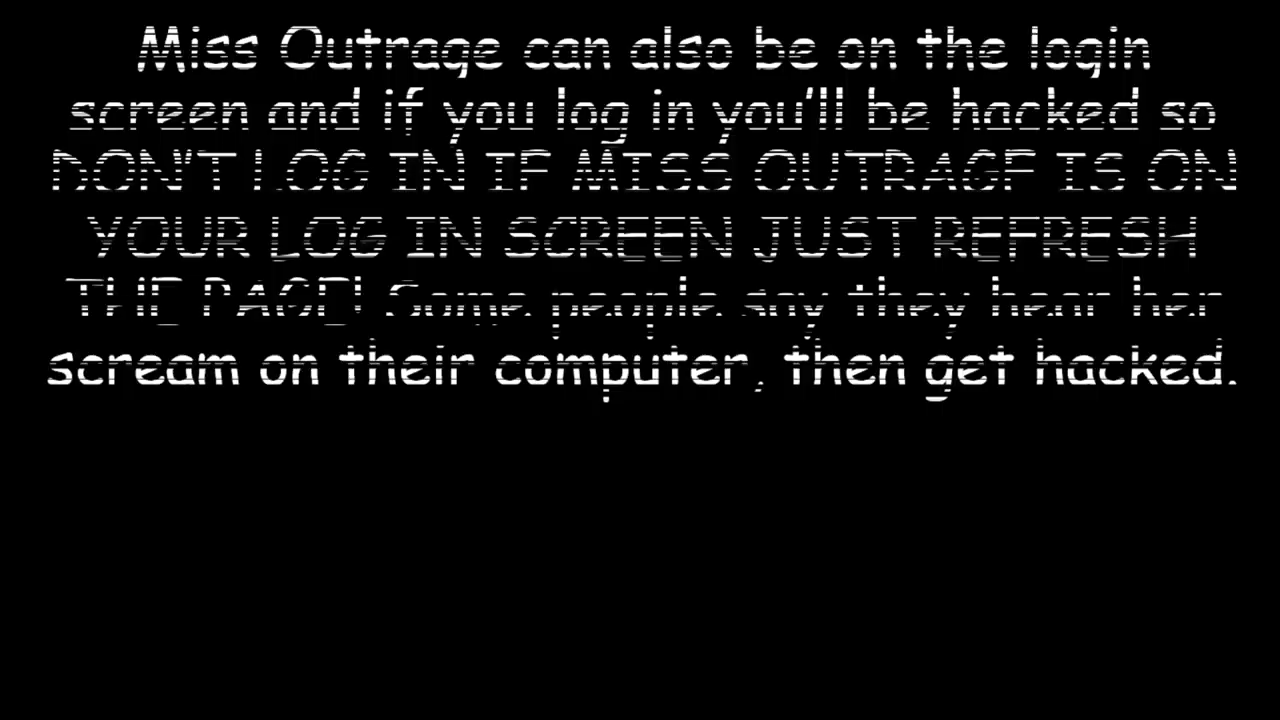 Miss Outrage can also be on the login
screen and if you log in you'll be hacked so
DON'T LOG IN IF MISS OUTRAGE IS ON
YOUR LOG IN SCREEN JUST REFRESH
THE PAGE! Some people say they hear her
scream on their computer, then get hacked.